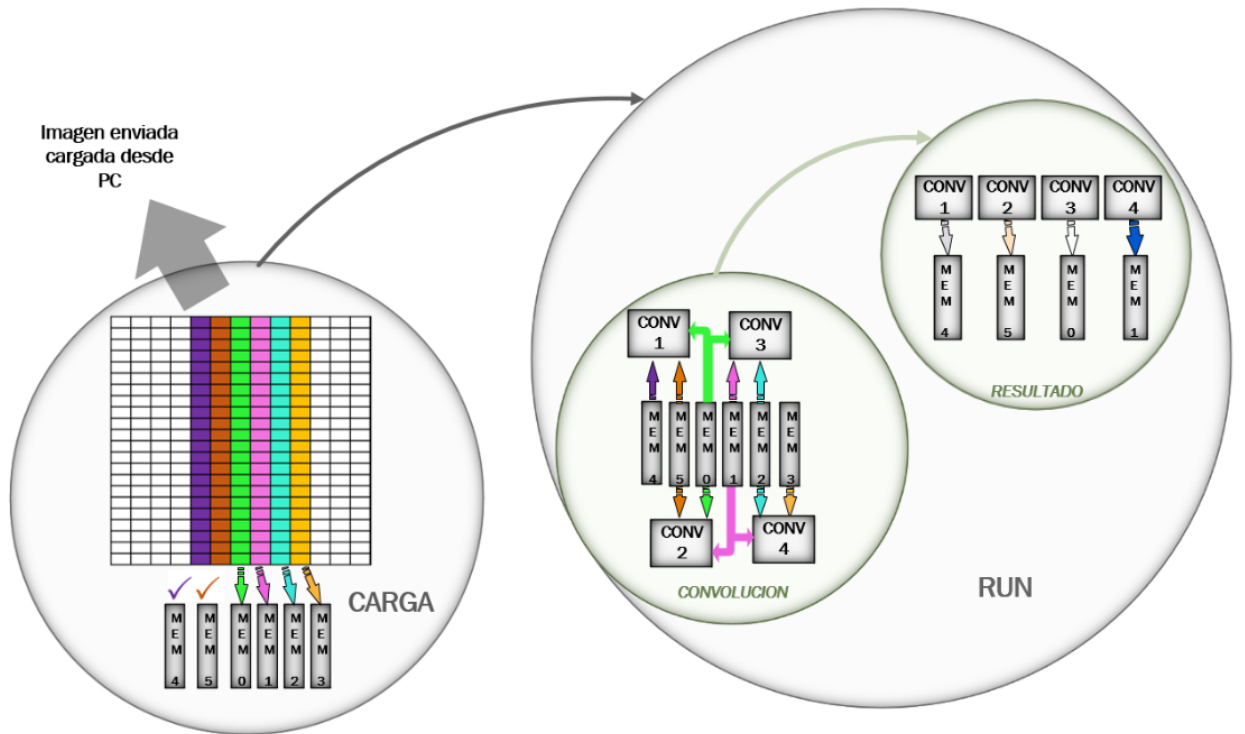 Imagen enviada
cargada desde
PC
CARGA
MEM 4
MEM 5
MEM 0
MEM 1
MEM 2
MEM 3
CONV
1
CONV
3
MEM 4
MEM 5
MEM 0
MEM 1
MEM 2
MEM 3
CONV
2
CONV
4
CONVOLUCION
RUN
CONV
1
CONV
2
CONV
3
CONV
4
MEM 4
MEM 5
MEM 0
MEM 1
RESULTADO